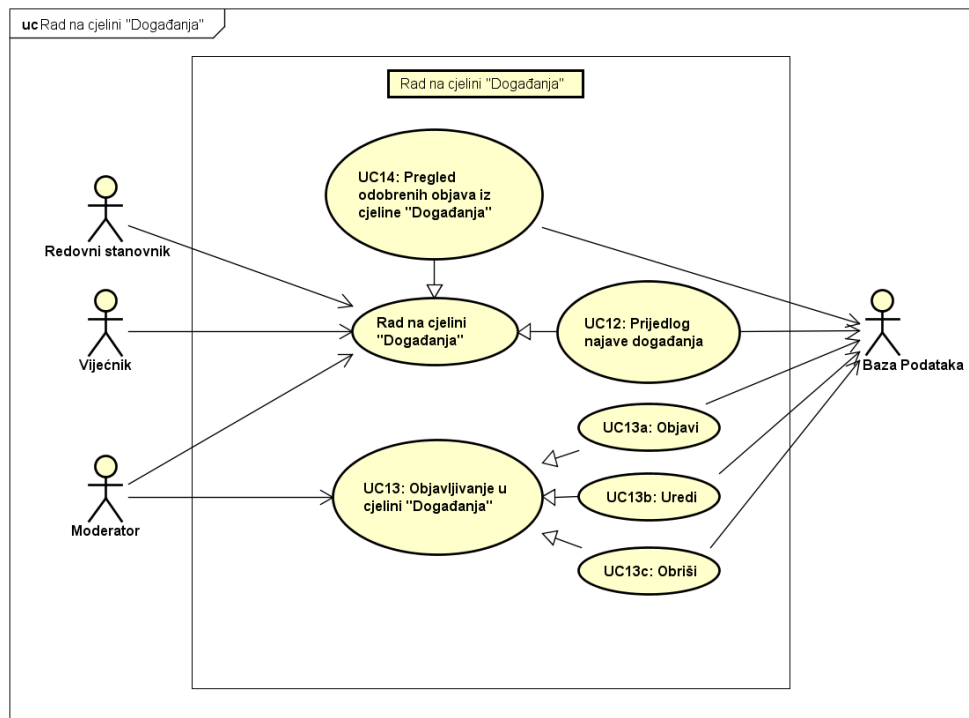 uc Rad na cjelini "Događanja"
Rad na cjelini "Događanja"
UC14: Pregled
odobrenih objava iz
cjeline "Događanja"
Redovni stanovnik
Rad na cjelini
"Događanja"
UC12: Prijedlog
najave događanja
Vijećnik
Baza Podataka
UC13a: Objavi
UC13: Objavljivanje u
cjelini "Događanja"
UC13b: Uredi
Moderator
UC13c: Obriši